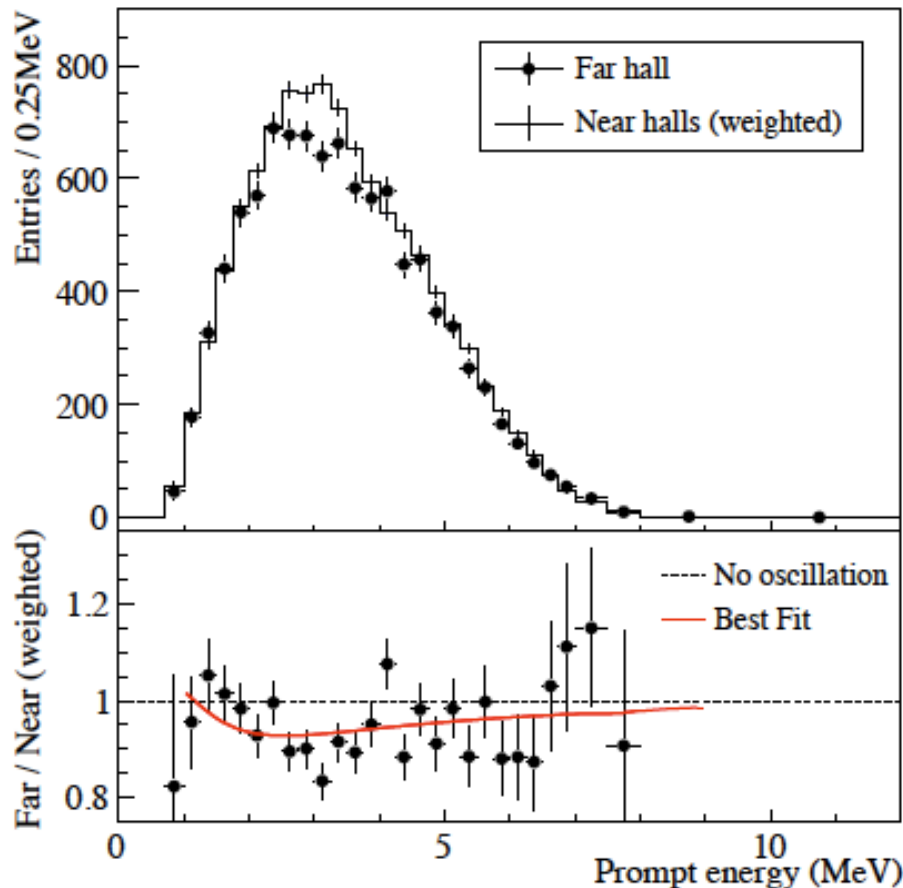 Entries / 0.25MeV
800
600
400
200
0
Far hall
Near halls (weighted)
Far / Near (weighted)
1.2
1
0.8
No oscillation
Best Fit
0
5
10
Prompt energy (MeV)